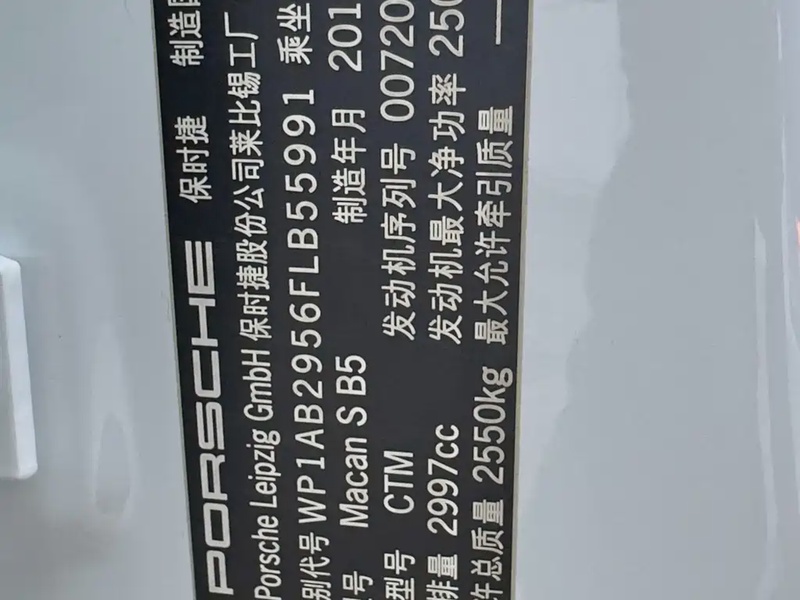 PORSCHE 保时捷 制造国
Porsche Leipzig GmbH 保时捷股份公司莱比锡工厂
别代号 WP1AB2956FLB55991 乘坐
号 Macan S B5 制造年月 201
型号 CTM 发动机序列号 00720
排量 2997cc 发动机最大净功率 250
许总质量 2550kg 最大允许牵引质量 —